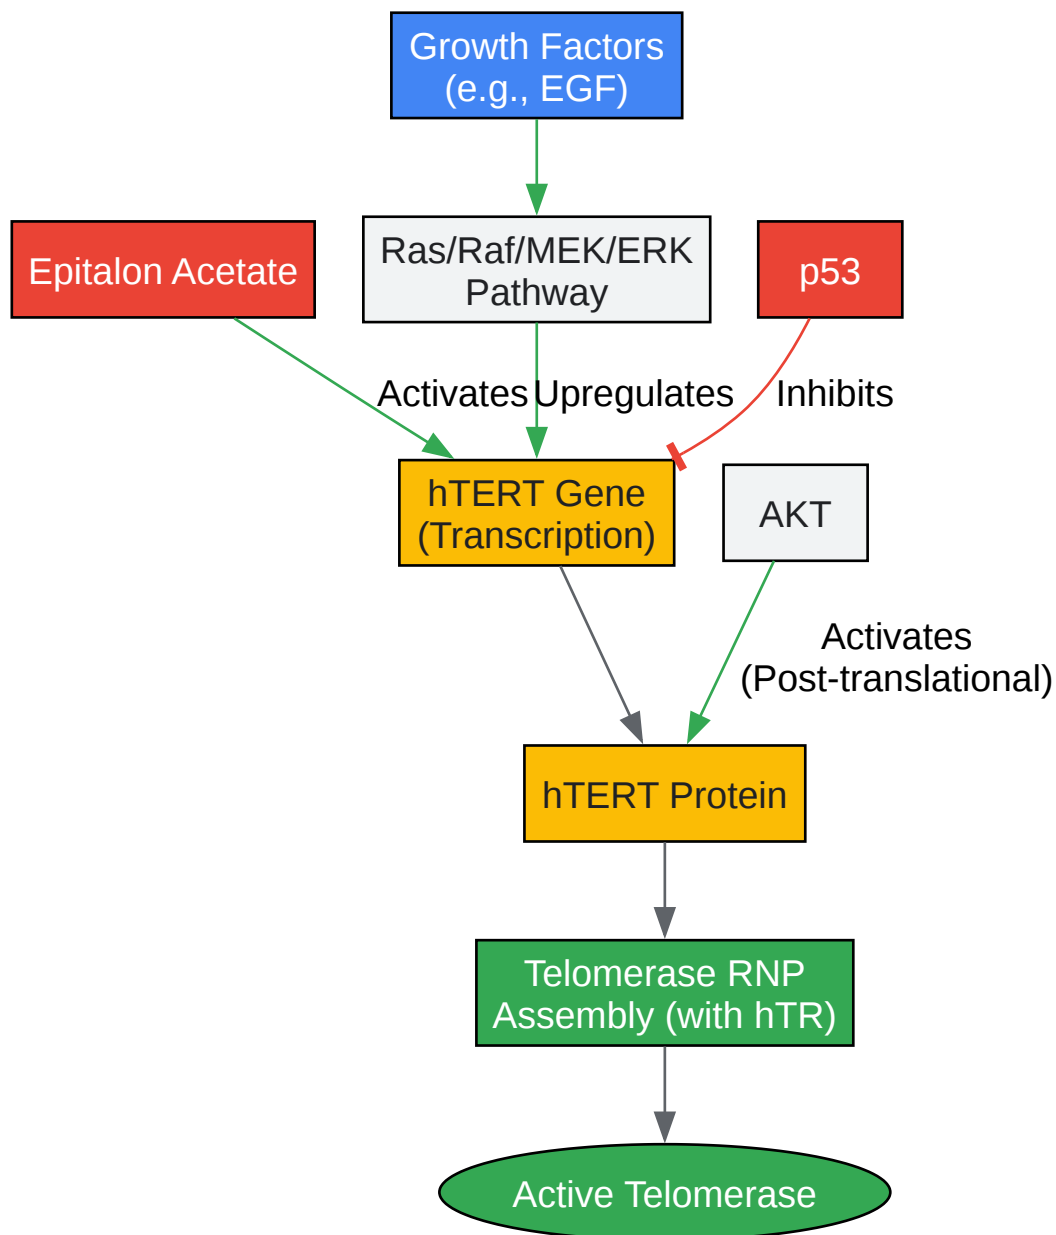 Growth Factors
(e.g., EGF)
Epitalon Acetate
Ras/Raf/MEK/ERK
Pathway
p53
Activates
Upregulates
Inhibits
hTERT Gene
(Transcription)
AKT
Activates
(Post-translational)
hTERT Protein
Telomerase RNP
Assembly (with hTR)
Active Telomerase